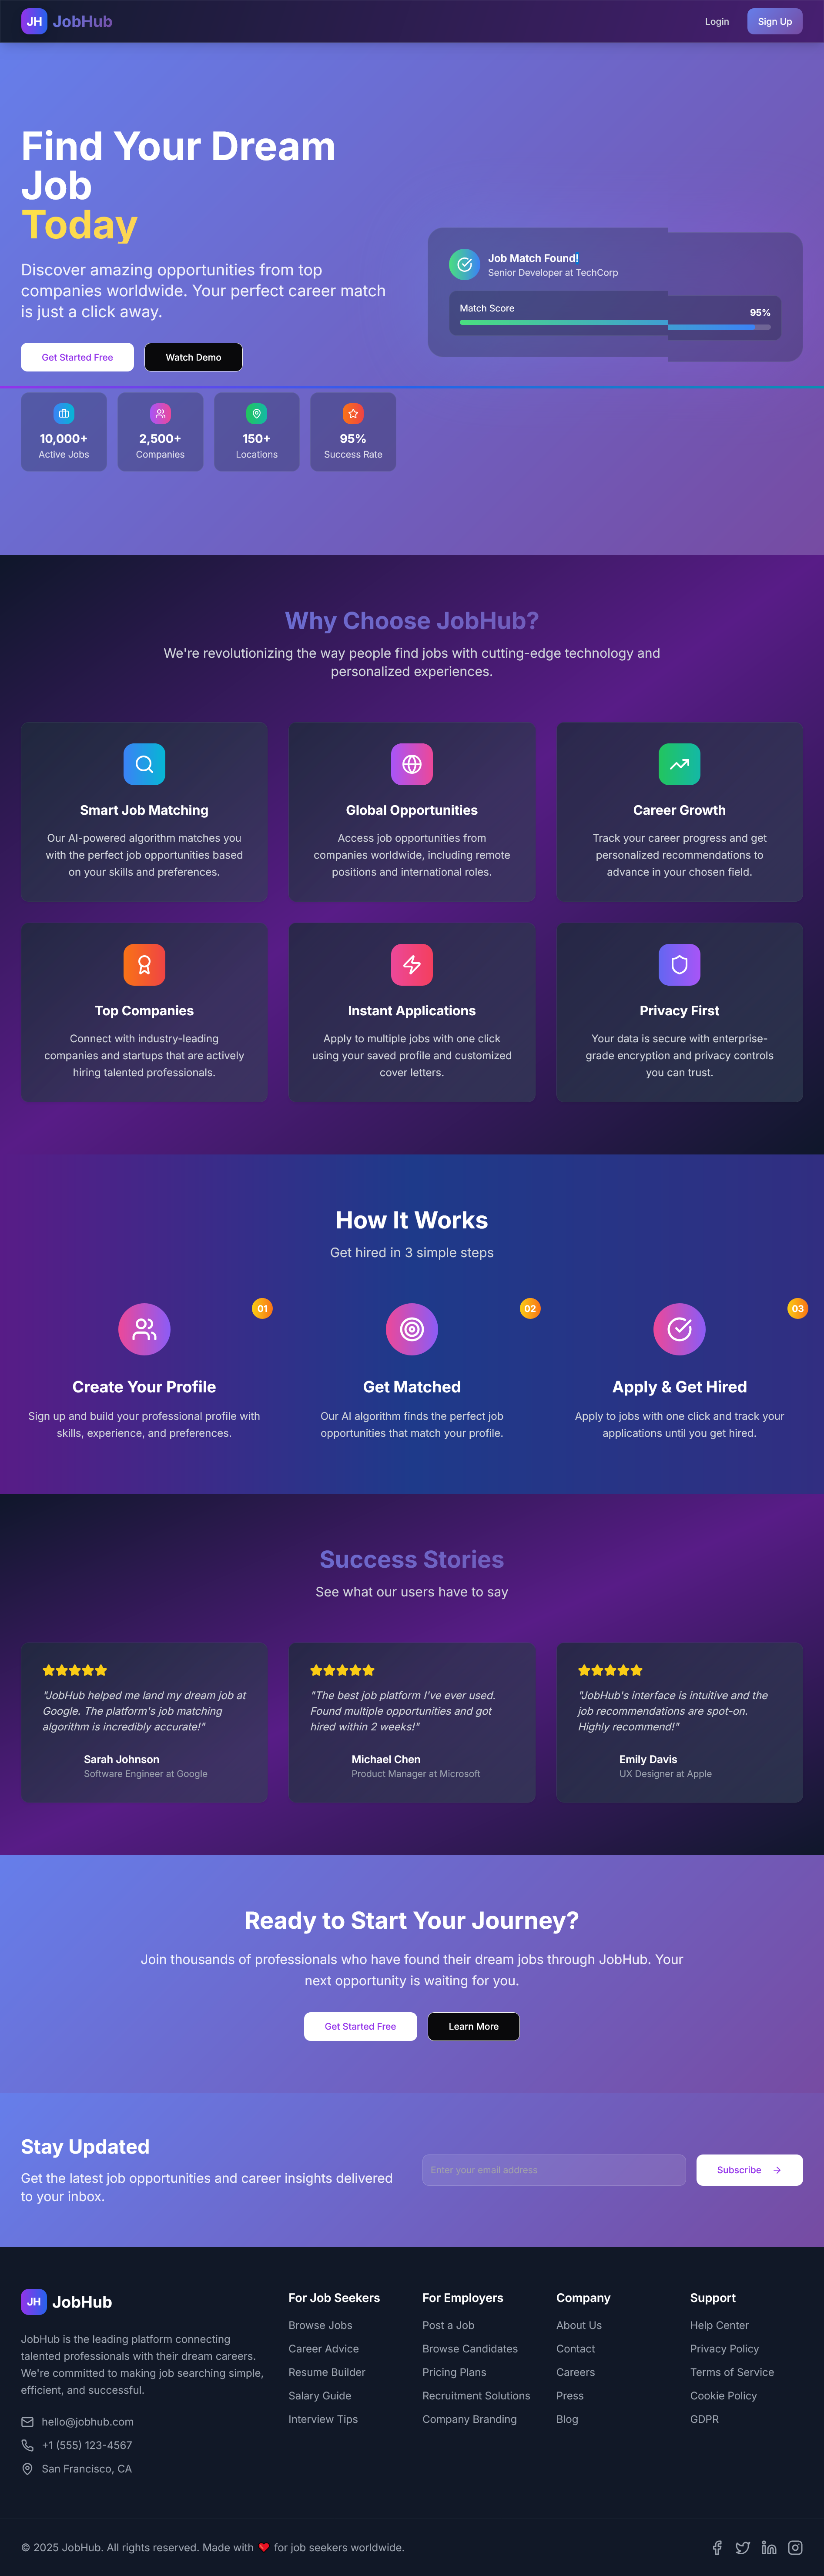 JH JobHub
Login
Sign Up
Find Your Dream
Job
Today
Discover amazing opportunities from top
companies worldwide. Your perfect career match
is just a click away.
Get Started Free
Watch Demo
Job Match Found!
Senior Developer at TechCorp
Match Score
95%
10,000+
Active Jobs
2,500+
Companies
150+
Locations
95%
Success Rate
Why Choose JobHub?
We're revolutionizing the way people find jobs with cutting-edge technology and
personalized experiences.
Smart Job Matching
Our AI-powered algorithm matches you
with the perfect job opportunities based
on your skills and preferences.
Global Opportunities
Access job opportunities from
companies worldwide, including remote
positions and international roles.
Career Growth
Track your career progress and get
personalized recommendations to
advance in your chosen field.
Top Companies
Connect with industry-leading
companies and startups that are actively
hiring talented professionals.
Instant Applications
Apply to multiple jobs with one click
using your saved profile and customized
cover letters.
Privacy First
Your data is secure with enterprise-
grade encryption and privacy controls
you can trust.
How It Works
Get hired in 3 simple steps
01
Create Your Profile
Sign up and build your professional profile with
skills, experience, and preferences.
02
Get Matched
Our AI algorithm finds the perfect job
opportunities that match your profile.
03
Apply & Get Hired
Apply to jobs with one click and track your
applications until you get hired.
Success Stories
See what our users have to say
"JobHub helped me land my dream job at
Google. The platform's job matching
algorithm is incredibly accurate!"
Sarah Johnson
Software Engineer at Google
"The best job platform I've ever used.
Found multiple opportunities and got
hired within 2 weeks!"
Michael Chen
Product Manager at Microsoft
"JobHub's interface is intuitive and the
job recommendations are spot-on.
Highly recommend!"
Emily Davis
UX Designer at Apple
Ready to Start Your Journey?
Join thousands of professionals who have found their dream jobs through JobHub. Your
next opportunity is waiting for you.
Get Started Free
Learn More
Stay Updated
Get the latest job opportunities and career insights delivered
to your inbox.
Enter your email address
Subscribe
JH JobHub
JobHub is the leading platform connecting
talented professionals with their dream careers.
We're committed to making job searching simple,
efficient, and successful.
hello@jobhub.com
+1 (555) 123-4567
San Francisco, CA
For Job Seekers
Browse Jobs
Career Advice
Resume Builder
Salary Guide
Interview Tips
For Employers
Post a Job
Browse Candidates
Pricing Plans
Recruitment Solutions
Company Branding
Company
About Us
Contact
Careers
Press
Blog
Support
Help Center
Privacy Policy
Terms of Service
Cookie Policy
GDPR
© 2025 JobHub. All rights reserved. Made with ❤️ for job seekers worldwide.